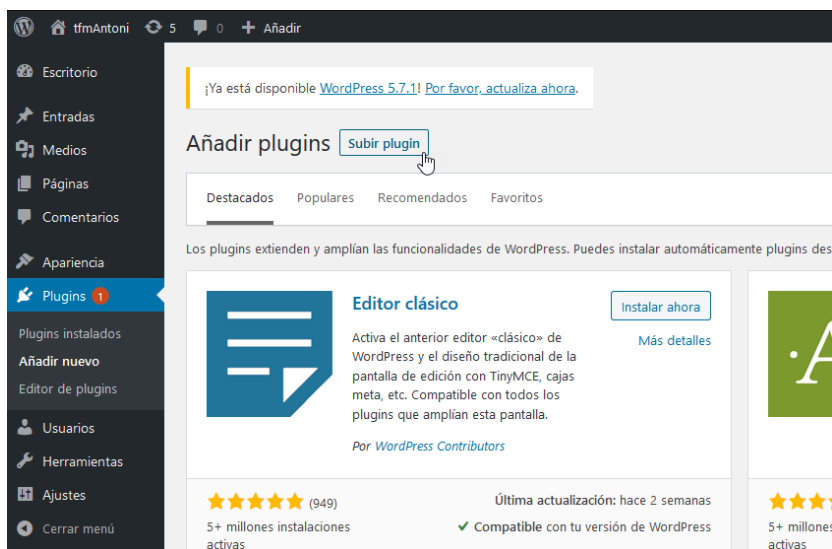 tfmAntoni 5 0 + Añadir
Escritorio
Entradas
Medios
Páginas
Comentarios
Apariencia
Plugins 1
Plugins instalados
Añadir nuevo
Editor de plugins
Usuarios
Herramientas
Ajustes
Cerrar menú
¡Ya está disponible WordPress 5.7.1! Por favor, actualiza ahora.
Añadir plugins Subir plugin
Destacados Populares Recomendados Favoritos
Los plugins extienden y amplían las funcionalidades de WordPress. Puedes instalar automáticamente plugins des
Editor clásico
Instalar ahora
Más detalles
Activa el anterior editor «clásico» de
WordPress y el diseño tradicional de la
pantalla de edición con TinyMCE, cajas
meta, etc. Compatible con todos los
plugins que amplían esta pantalla.
Por WordPress Contributors
(949)
5+ millones instalaciones
activas
Última actualización: hace 2 semanas
✔ Compatible con tu versión de WordPress
·A
5+ millones
activas